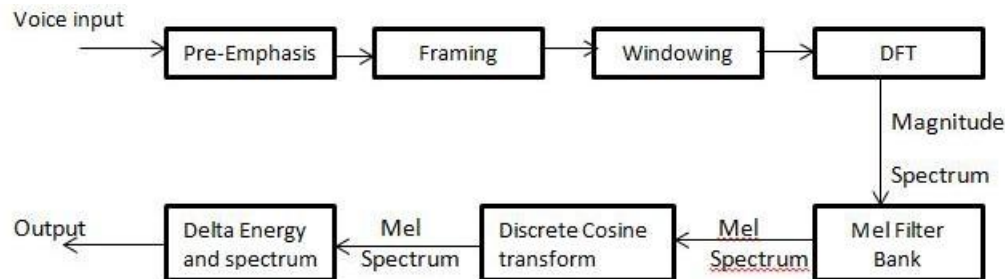 Voice input
Pre-Emphasis
Framing
Windowing
DFT
Magnitude
Spectrum
Output
Delta Energy
and spectrum
Mel
Spectrum
Discrete Cosine
transform
Mel
Spectrum
Mel Filter
Bank